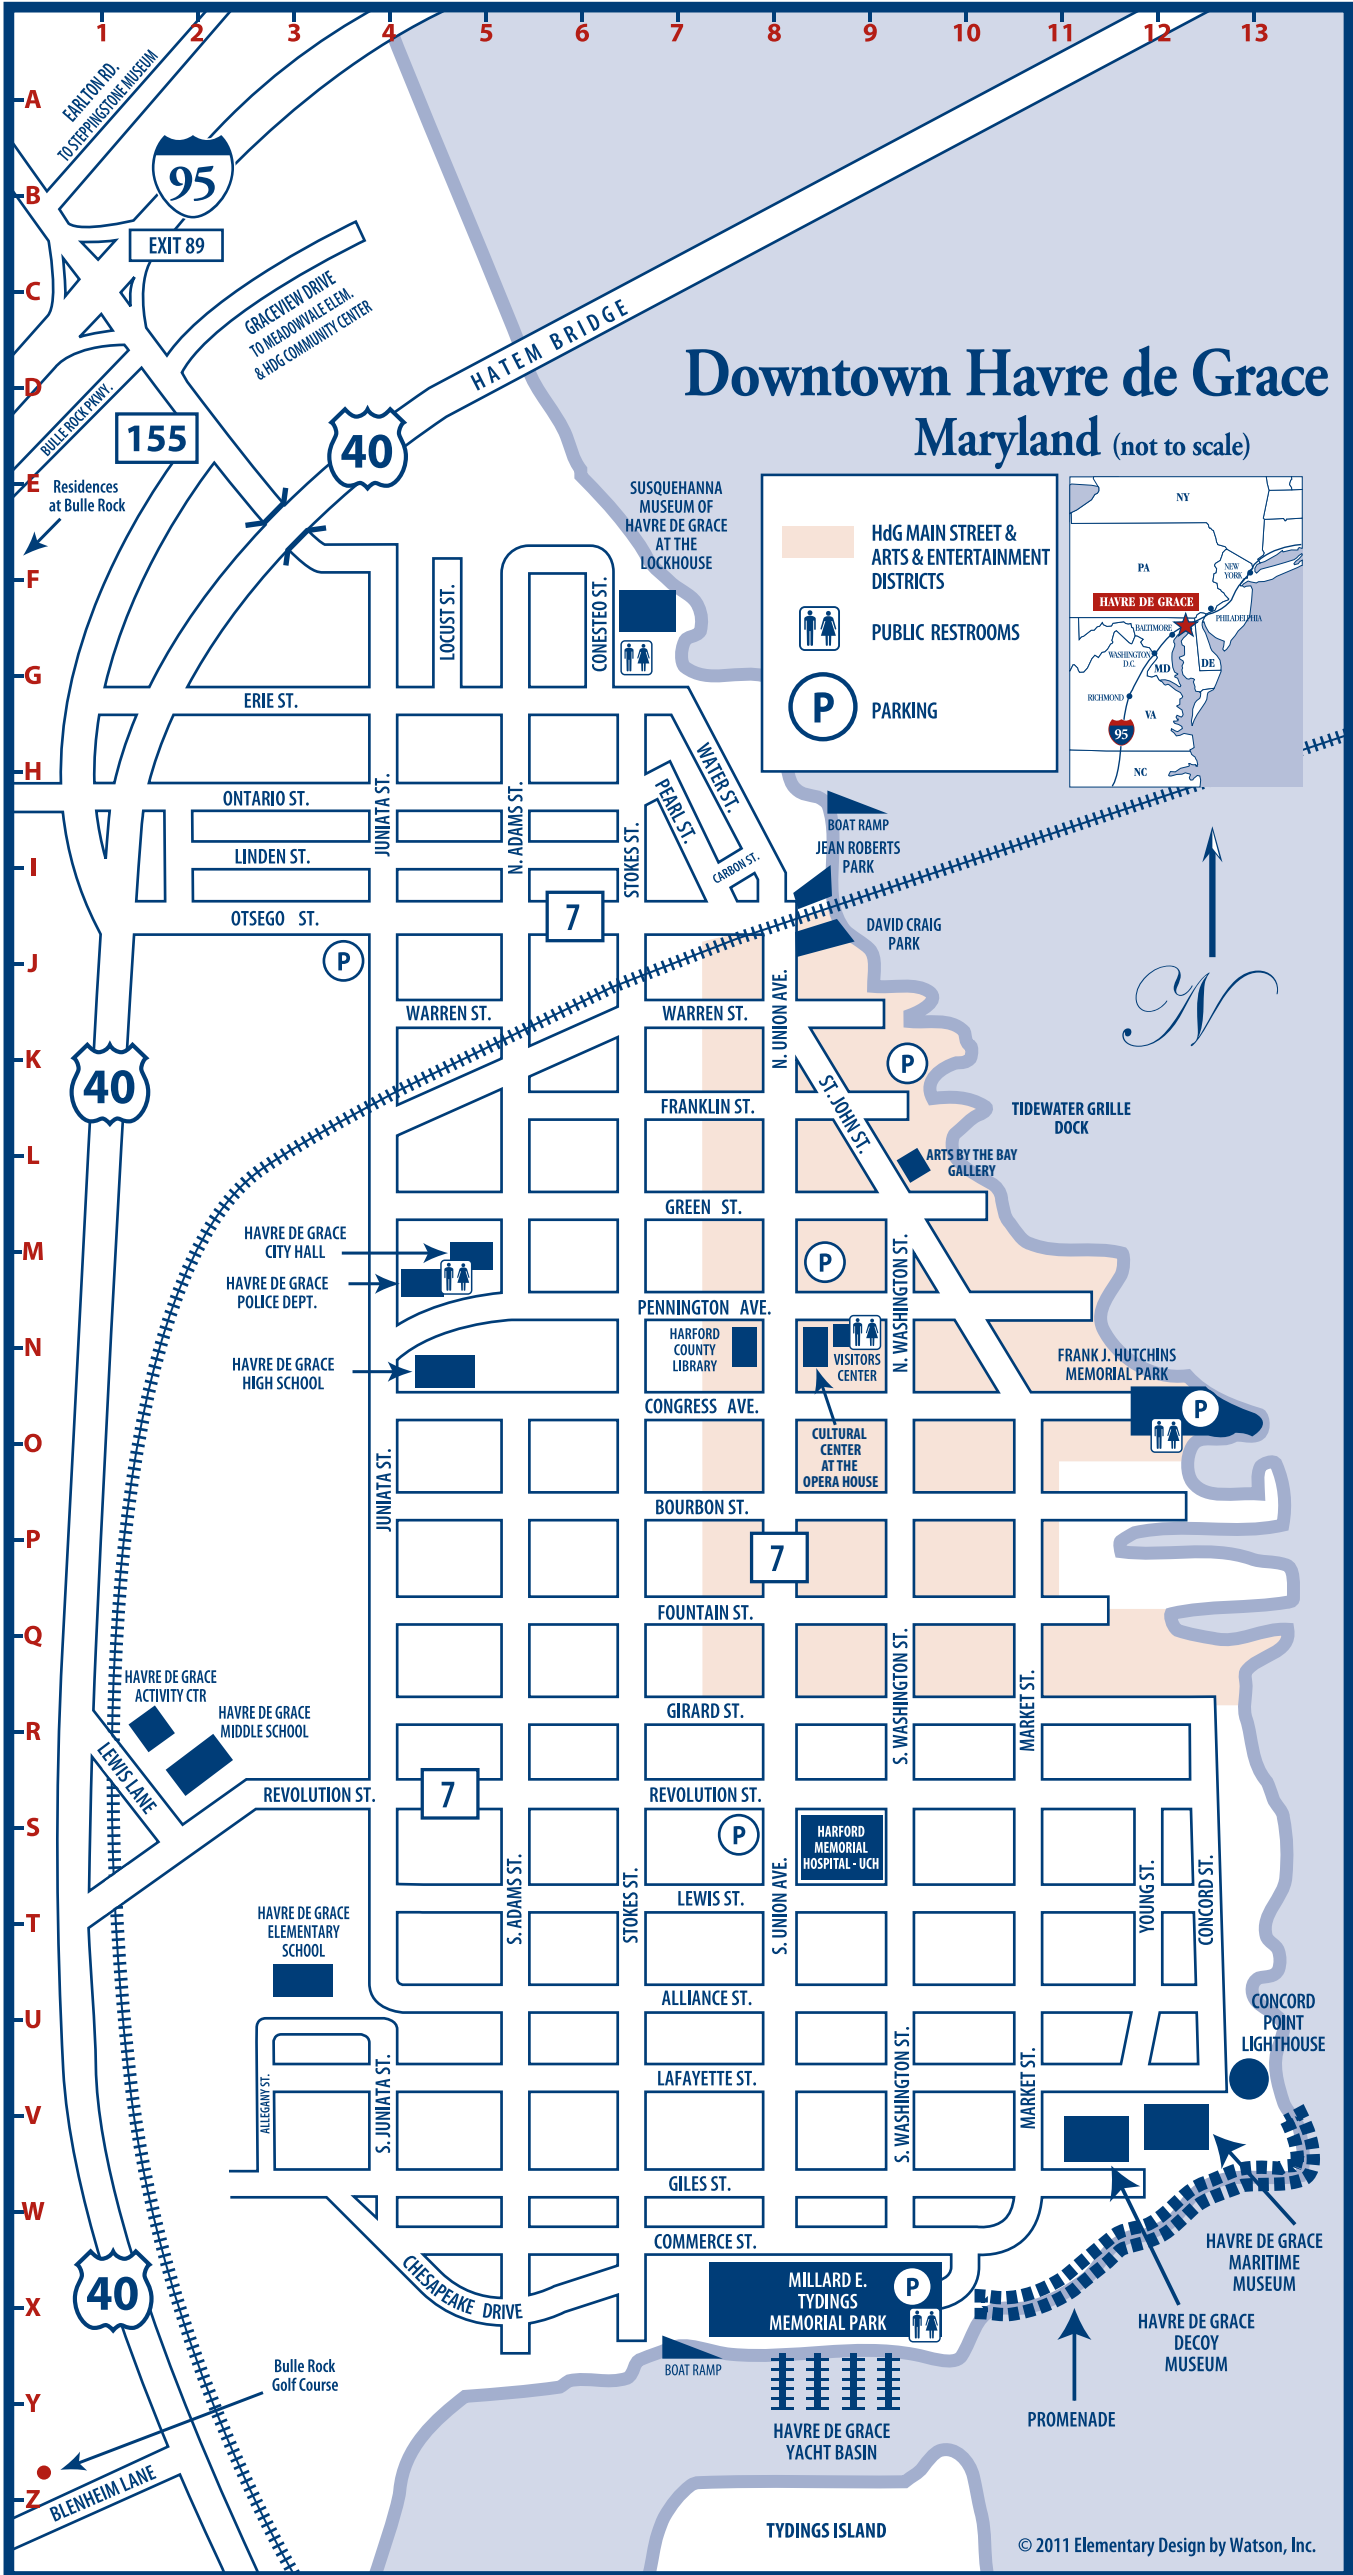 1 2 3 4 5 6 7 8 9 10 11 12 13
A
B
C
D
E
F
G
H
I
J
K
L
M
N
O
P
Q
R
S
T
U
V
W
X
Y
Z
EARLTON RD.
TO STEPPINGSTONE MUSEUM
95
EXIT 89
GRACEVIEW DRIVE
TO MEADOWVALE ELEM.
& HDG COMMUNITY CENTER
HATEM BRIDGE
BULLE ROCK PKWY.
155
40
Residences
at Bulle Rock
Downtown Havre de Grace
Maryland (not to scale)
SUSQUEHANNA
MUSEUM OF
HAVRE DE GRACE
AT THE
LOCKHOUSE
HdG MAIN STREET &
ARTS & ENTERTAINMENT
DISTRICTS
PUBLIC RESTROOMS
P
PARKING
NY
PA
NEW
YORK
HAVRE DE GRACE
PHILADELPHIA
BALTIMORE
WASHINGTON
D.C.
MD
DE
RICHMOND
VA
95
NC
LOCUST ST.
CONESTEO ST.
ERIE ST.
WATER ST.
PEARL ST.
CARBON ST.
JUNIATA ST.
N. ADAMS ST.
STOKES ST.
ONTARIO ST.
LINDEN ST.
OTSEGO ST.
7
BOAT RAMP
JEAN ROBERTS
PARK
DAVID CRAIG
PARK
P
N
WARREN ST.
WARREN ST.
N. UNION AVE.
40
P
ST. JOHN ST.
FRANKLIN ST.
TIDEWATER GRILLE
DOCK
ARTS BY THE BAY
GALLERY
GREEN ST.
HAVRE DE GRACE
CITY HALL
HAVRE DE GRACE
POLICE DEPT.
P
N. WASHINGTON ST.
PENNINGTON AVE.
HARFORD
COUNTY
LIBRARY
VISITORS
CENTER
HAVRE DE GRACE
HIGH SCHOOL
FRANK J. HUTCHINS
MEMORIAL PARK
P
CONGRESS AVE.
CULTURAL
CENTER
AT THE
OPERA HOUSE
JUNIATA ST.
BOURBON ST.
7
FOUNTAIN ST.
HAVRE DE GRACE
ACTIVITY CTR
HAVRE DE GRACE
MIDDLE SCHOOL
LEWIS LANE
S. WASHINGTON ST.
MARKET ST.
GIRARD ST.
REVOLUTION ST.
7
REVOLUTION ST.
P
HARFORD
MEMORIAL
HOSPITAL - UCH
LEWIS ST.
S. ADAMS ST.
STOKES ST.
S. UNION AVE.
YOUNG ST.
CONCORD ST.
HAVRE DE GRACE
ELEMENTARY
SCHOOL
ALLIANCE ST.
CONCORD
POINT
LIGHTHOUSE
ALLEGANY ST.
S. JUNIATA ST.
LAFAYETTE ST.
S. WASHINGTON ST.
MARKET ST.
GILES ST.
COMMERCE ST.
CHESAPEAKE DRIVE
40
MILLARD E.
TYDINGS
MEMORIAL PARK
P
HAVRE DE GRACE
MARITIME
MUSEUM
HAVRE DE GRACE
DECOY
MUSEUM
BOAT RAMP
Bulle Rock
Golf Course
PROMENADE
HAVRE DE GRACE
YACHT BASIN
BLENHEIM LANE
TYDINGS ISLAND
© 2011 Elementary Design by Watson, Inc.